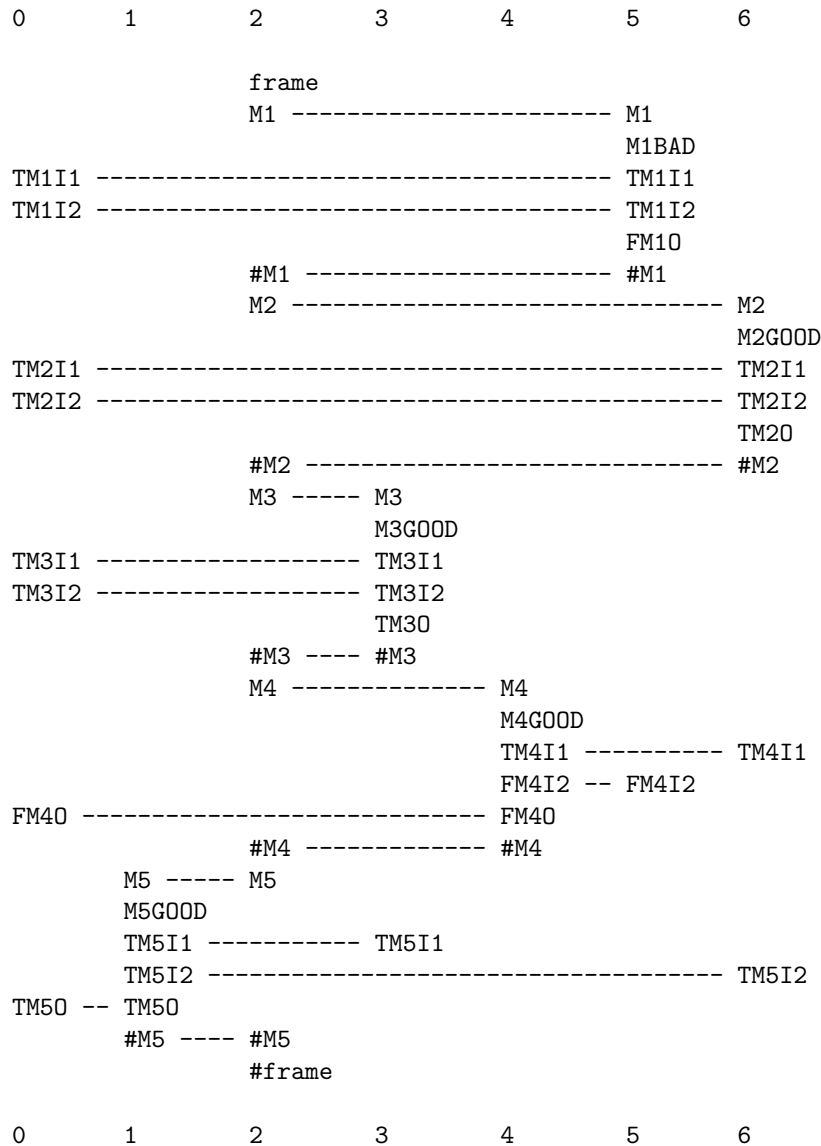 0 1 2 3 4 5 6
frame
M1 ---------------------- M1
M1BAD
TM1I1 ------------------------------------- TM1I1
TM1I2 ------------------------------------- TM1I2
FM1O
#M1 ---------------------- #M1
M2 ------------------------------- M2
M2GOOD
TM2I1 --------------------------------------------- TM2I1
TM2I2 --------------------------------------------- TM2I2
TM2O
#M2 ------------------------------ #M2
M3 ----- M3
M3GOOD
TM3I1 ------------------- TM3I1
TM3I2 ------------------- TM3I2
TM3O
#M3 ---- #M3
M4 -------------- M4
M4GOOD
TM4I1 ---------- TM4I1
FM4I2 -- FM4I2
FM4O ----------------------------- FM4O
#M4 ------------- #M4
M5 ----- M5
M5GOOD
TM5I1 ----------- TM5I1
TM5I2 ------------------------------------- TM5I2
TM5O -- TM5O
#M5 ---- #M5
#frame
0 1 2 3 4 5 6